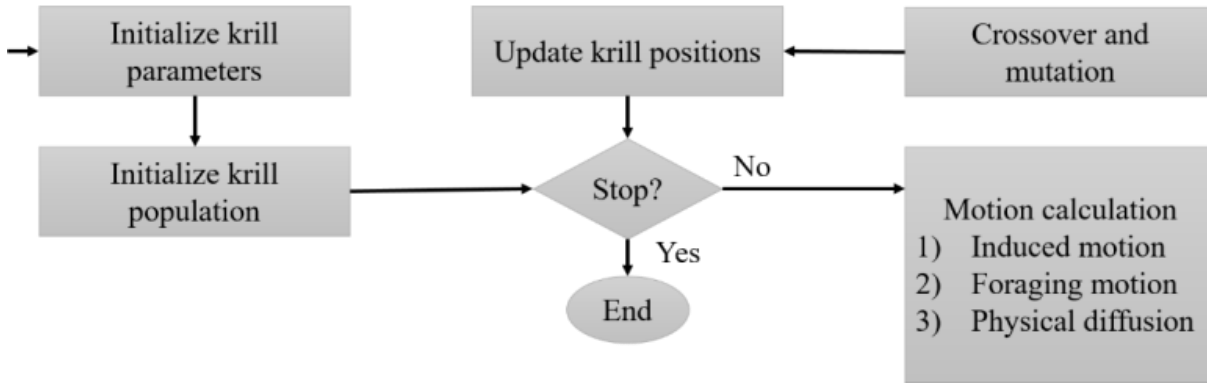 Initialize krill
parameters
Update krill positions
Crossover and
mutation
Initialize krill
population
Stop?
No
Yes
End
Motion calculation
1) Induced motion
2) Foraging motion
3) Physical diffusion